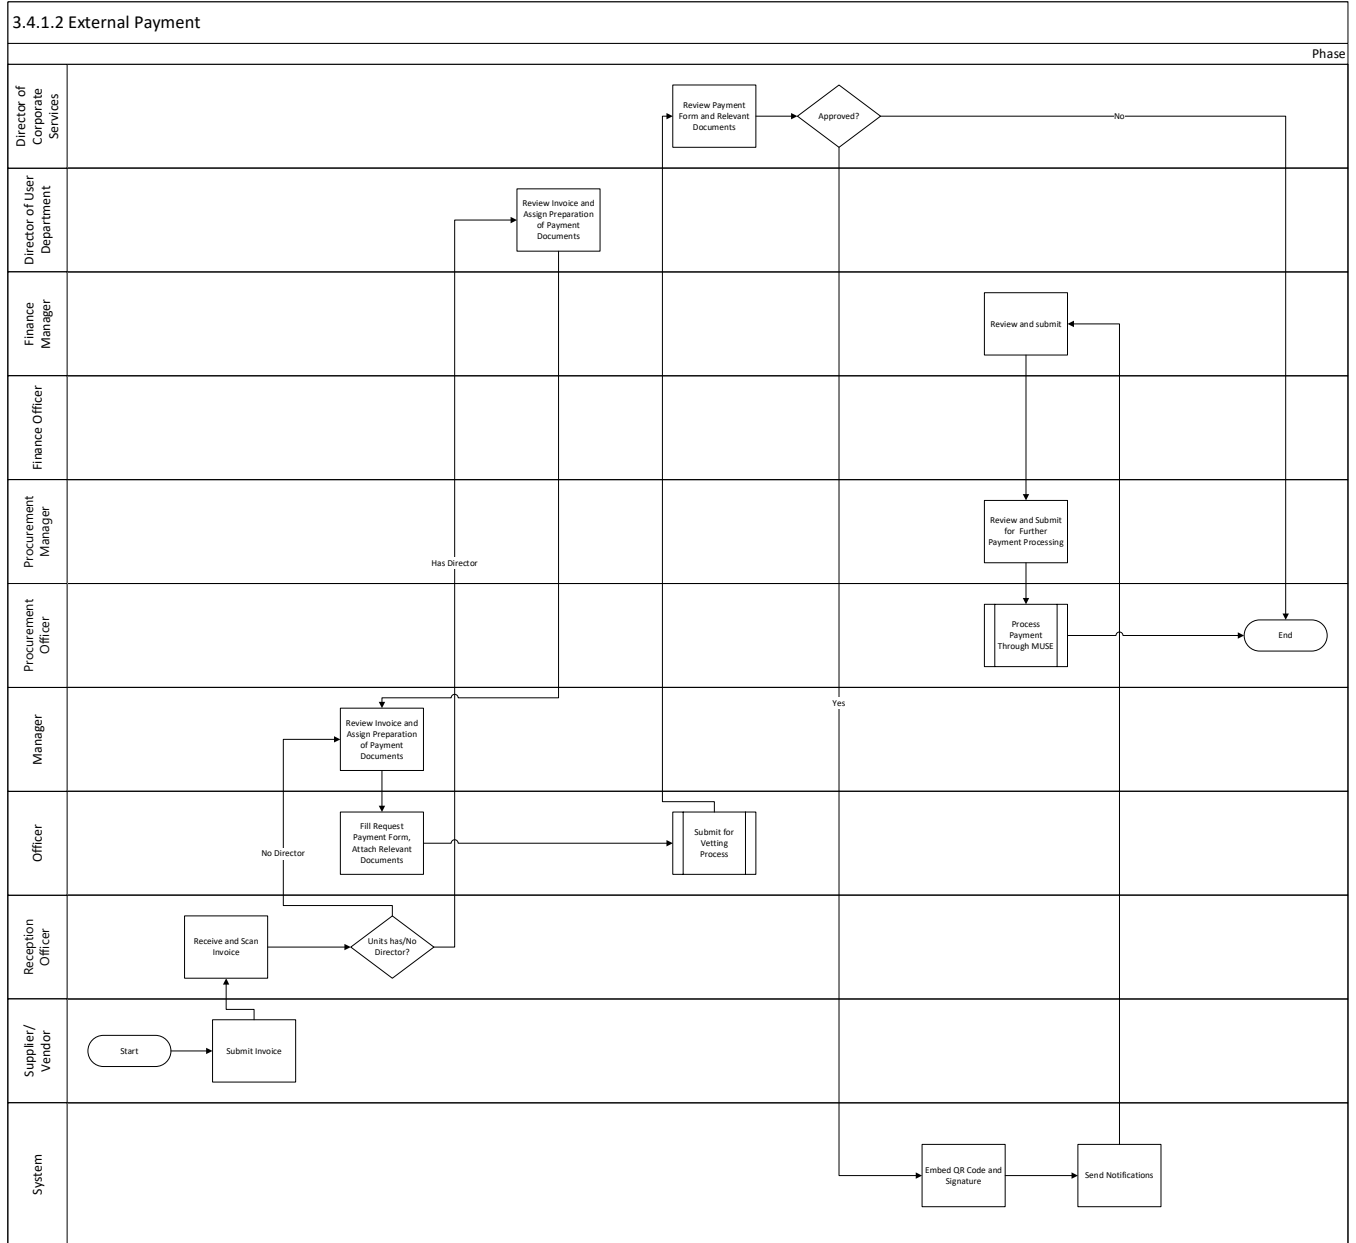 3.4.1.2 External Payment
Phase
Director of
Corporate
Services
Review Payment
Form and Relevant
Documents
Approved?
No
Director of User
Department
Review Invoice and
Assign Preparation
of Payment
Documents
Finance
Manager
Review and submit
Finance Officer
Procurement
Manager
Review and Submit
for Further
Payment Processing
Has Director
Procurement
Officer
Process
Payment
Through MUSE
End
Manager
Review Invoice and
Assign Preparation
of Payment
Documents
Yes
Officer
No Director
Fill Request
Payment Form,
Attach Relevant
Documents
Submit for
Vetting
Process
Reception
Officer
Receive and Scan
Invoice
Units has/No
Director?
Supplier/
Vendor
Start
Submit Invoice
System
Embed QR Code and
Signature
Send Notifications